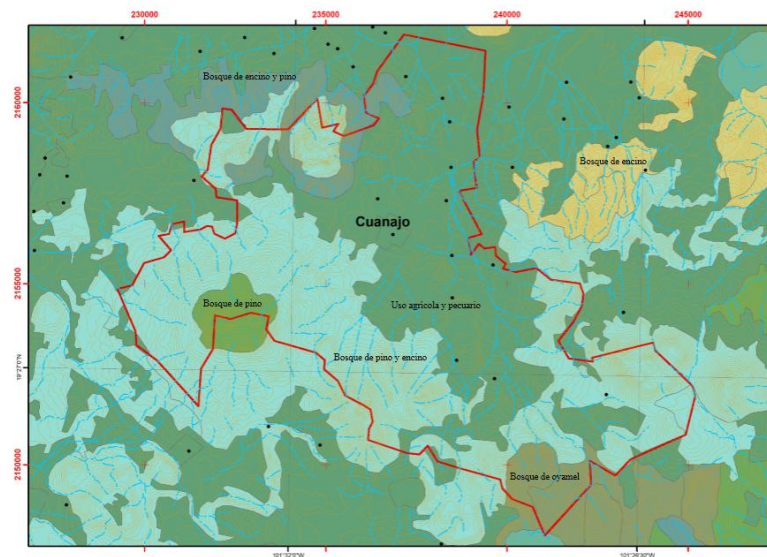 230000
235000
240000
245000
2160000
Bosque de encino y pino
Bosque de encino
Cuanajo
2155000
Bosque de pino
Uso agrícola y pecuario
Bosque de pino y encino
2150000
Bosque de oyamel